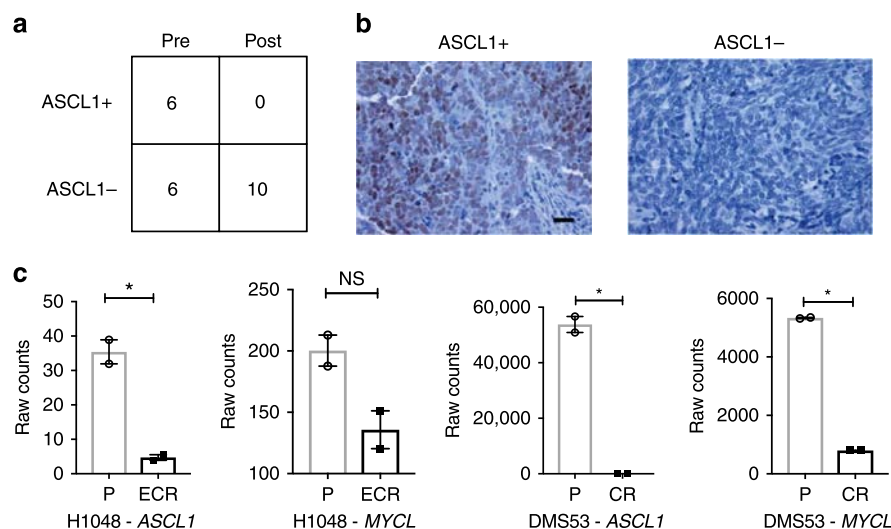 a
Pre Post
ASCL1+ 6 0
ASCL1– 6 10
b
ASCL1+ ASCL1–
c
Raw counts
50
40
30
20
10
0
*
P ECR
H1048 - ASCL1
Raw counts
250
200
150
100
NS
P ECR
H1048 - MYCL
Raw counts
60,000
40,000
20,000
0
*
P CR
DMS53 - ASCL1
Raw counts
6000
4000
2000
0
*
P CR
DMS53 - MYCL